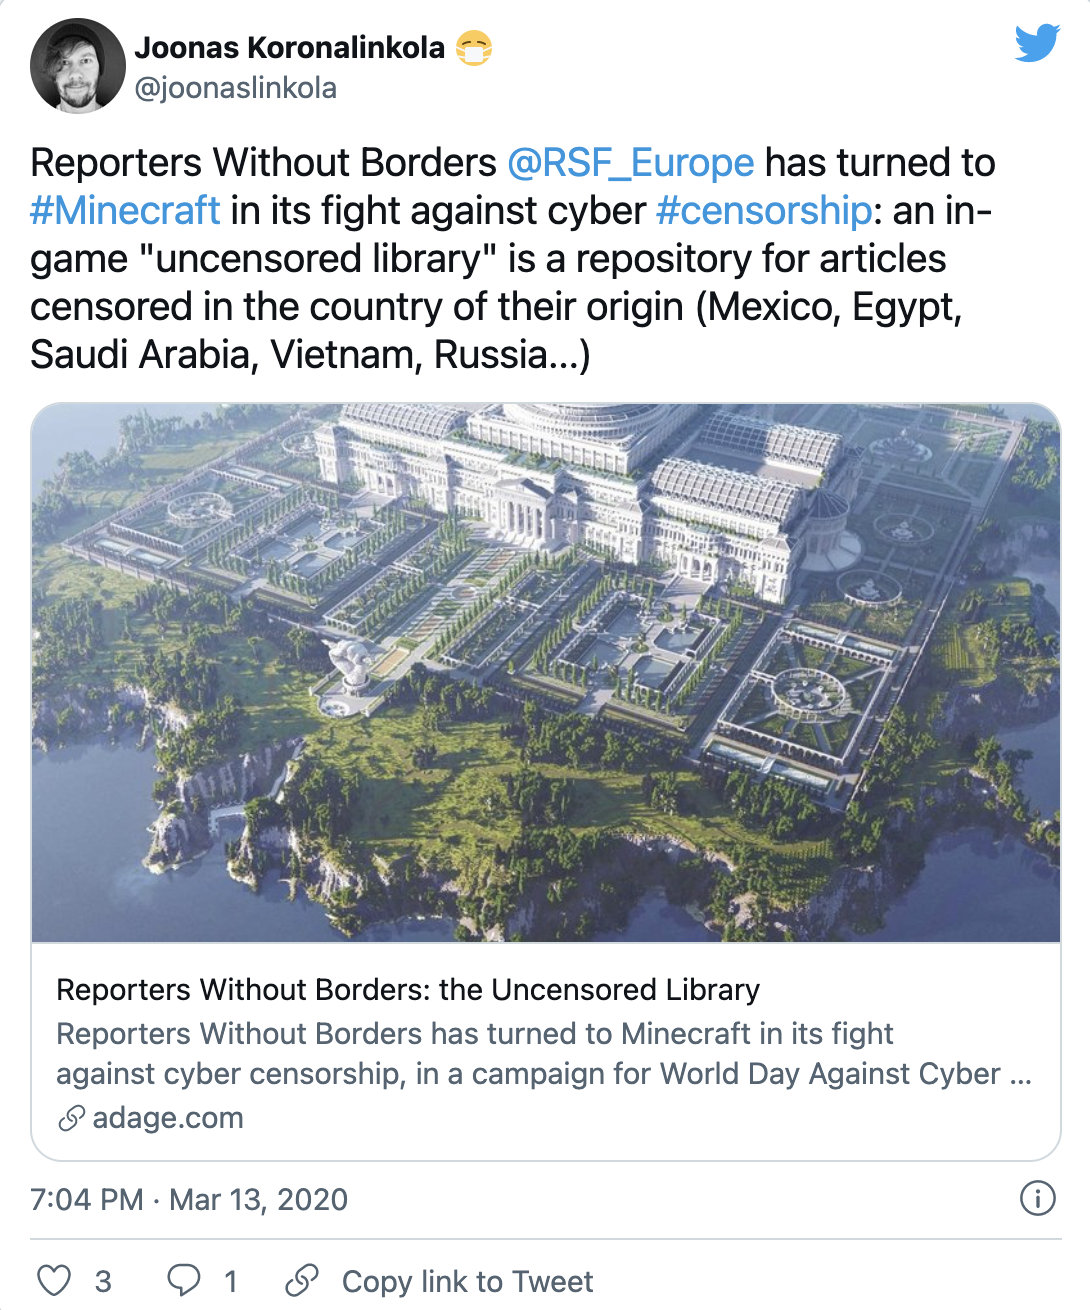 Joonas Koronalinkola 😷
@joonaslinkola
Reporters Without Borders @RSF_Europe has turned to
#Minecraft in its fight against cyber #censorship: an in-
game "uncensored library" is a repository for articles
censored in the country of their origin (Mexico, Egypt,
Saudi Arabia, Vietnam, Russia...)
Reporters Without Borders: the Uncensored Library
Reporters Without Borders has turned to Minecraft in its fight
against cyber censorship, in a campaign for World Day Against Cyber ...
adage.com
7:04 PM · Mar 13, 2020
3 1 Copy link to Tweet